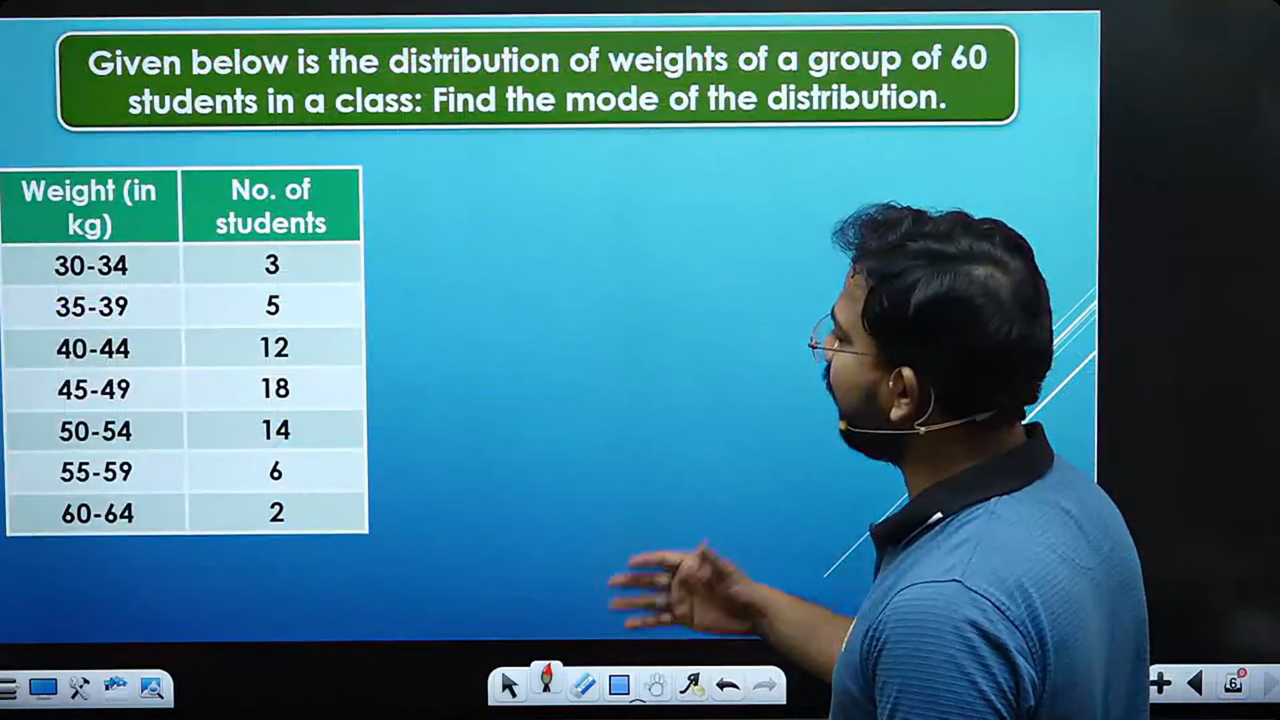 Given below is the distribution of weights of a group of 60
students in a class: Find the mode of the distribution.
Weight (in kg) No. of students
30-34 3
35-39 5
40-44 12
45-49 18
50-54 14
55-59 6
60-64 2
6